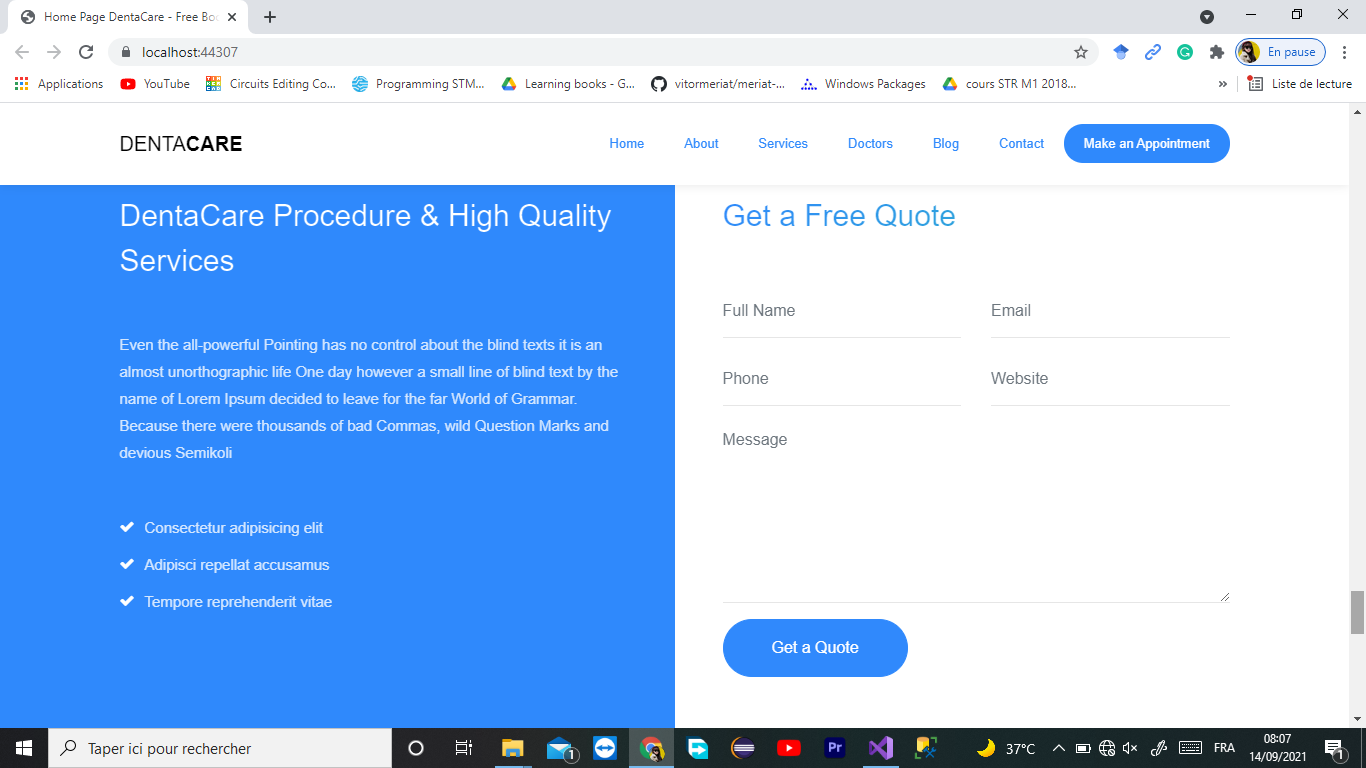 Home Page DentaCare - Free Boo
localhost:44307
En pause
Applications
YouTube
Circuits Editing Co...
Programming STM...
Learning books - G...
vitormeriat/meriat-...
Windows Packages
cours STR M1 2018...
»
Liste de lecture
DENTACARE
Home
About
Services
Doctors
Blog
Contact
Make an Appointment
DentaCare Procedure & High Quality
Services
Even the all-powerful Pointing has no control about the blind texts it is an
almost unorthographic life One day however a small line of blind text by the
name of Lorem Ipsum decided to leave for the far World of Grammar.
Because there were thousands of bad Commas, wild Question Marks and
devious Semikoli
Consectetur adipisicing elit
Adipisci repellat accusamus
Tempore reprehenderit vitae
Get a Free Quote
Full Name
Email
Phone
Website
Message
Get a Quote
Taper ici pour rechercher
1
Pr
37°C
FRA
08:07
14/09/2021
1